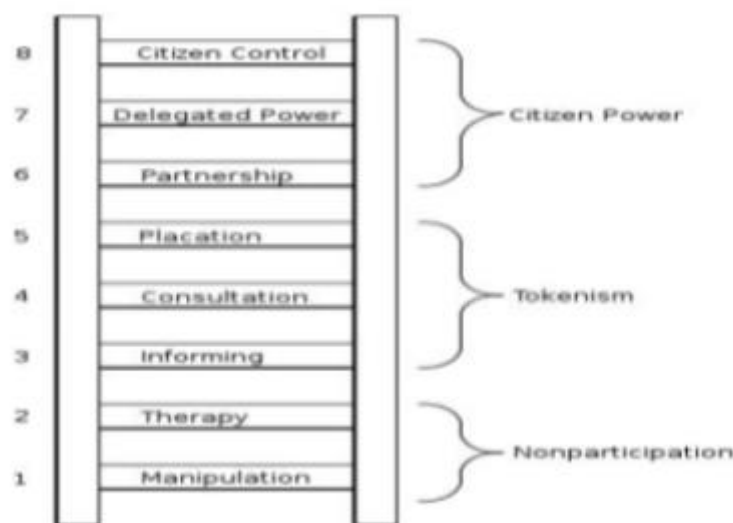 8 Citizen Control
7 Delegated Power
Citizen Power
6 Partnership
5 Placation
4 Consultation
Tokenism
3 Informing
2 Therapy
Nonparticipation
1 Manipulation